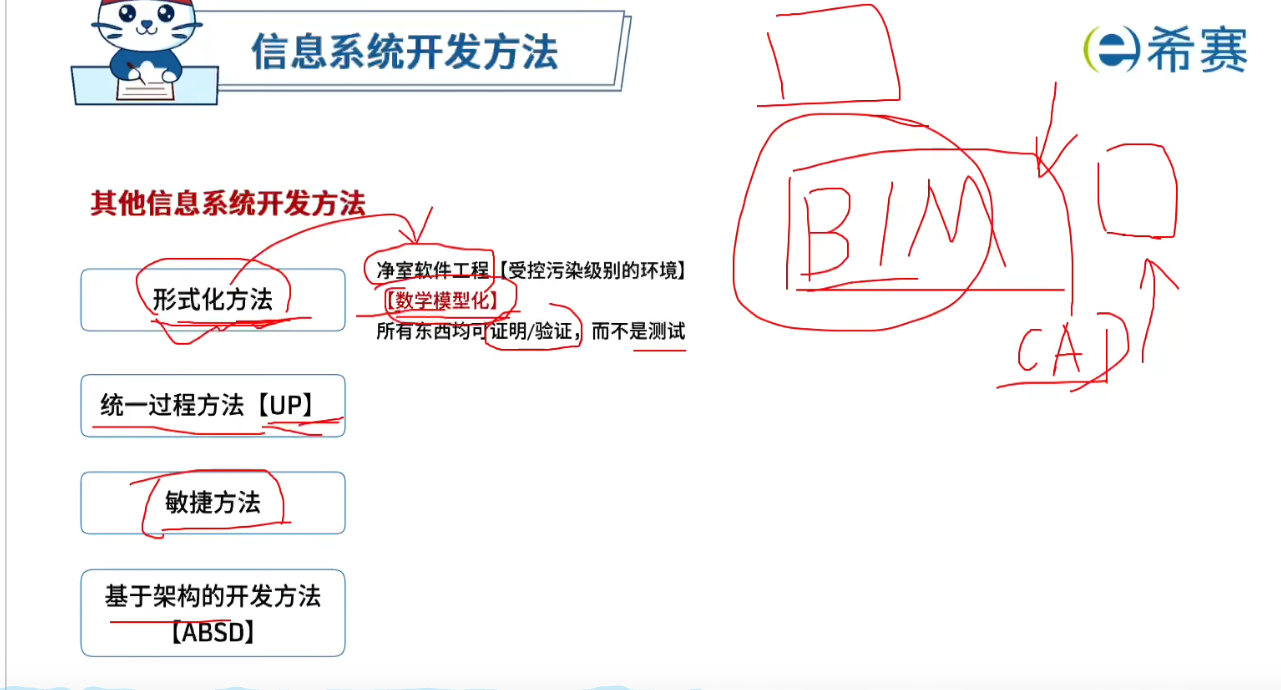 信息系统开发方法
希赛
其他信息系统开发方法
形式化方法
净室软件工程【受控污染级别的环境】
【数学模型化】
所有东西均可证明/验证，而不是测试
BIM
CAD
统一过程方法【UP】
敏捷方法
基于架构的开发方法
【ABSD】